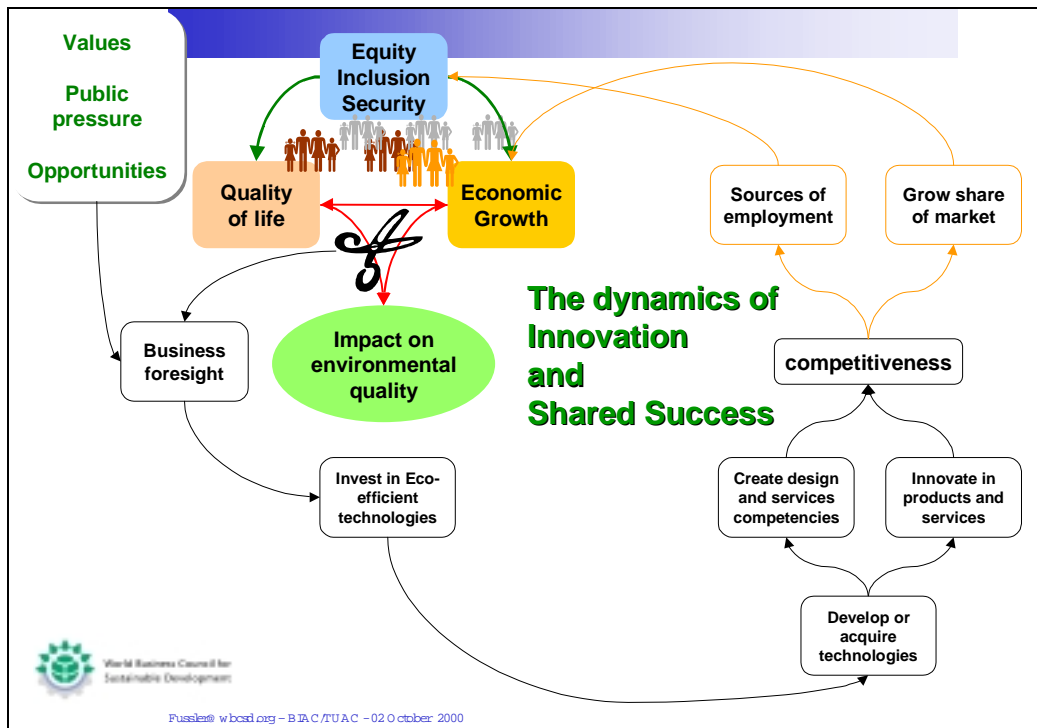 Values
Public
pressure
Opportunities
Equity
Inclusion
Security
Quality
of life
Economic
Growth
Sources of
employment
Grow share
of market
Impact on
environmental
quality
The dynamics of
Innovation
and
Shared Success
Business
foresight
competitiveness
Invest in Eco-
efficient
technologies
Create design
and services
competencies
Innovate in
products and
services
Develop or
acquire
technologies
World Business Council for
Sustainable Development
Fussler@wbcsd.org – BIAC/TUAC - 02 October 2000